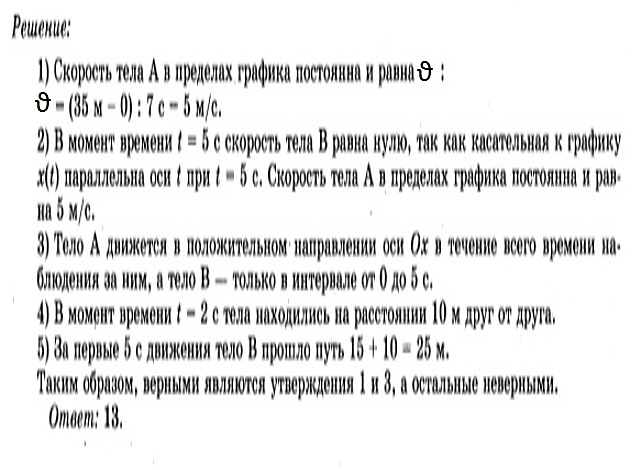 Решение:
1) Скорость тела А в пределах графика постоянна и равна ϑ :
ϑ = (35 м – 0) : 7 с = 5 м/с.
2) В момент времени t = 5 с скорость тела В равна нулю, так как касательная к графику
x(t) параллельна оси t при t = 5 с. Скорость тела А в пределах графика постоянна и рав-
на 5 м/с.
3) Тело А движется в положительном направлении оси Ox в течение всего времени на-
блюдения за ним, а тело В — только в интервале от 0 до 5 с.
4) В момент времени t = 2 с тела находились на расстоянии 10 м друг от друга.
5) За первые 5 с движения тело В прошло путь 15 + 10 = 25 м.
Таким образом, верными являются утверждения 1 и 3, а остальные неверными.
Ответ: 13.